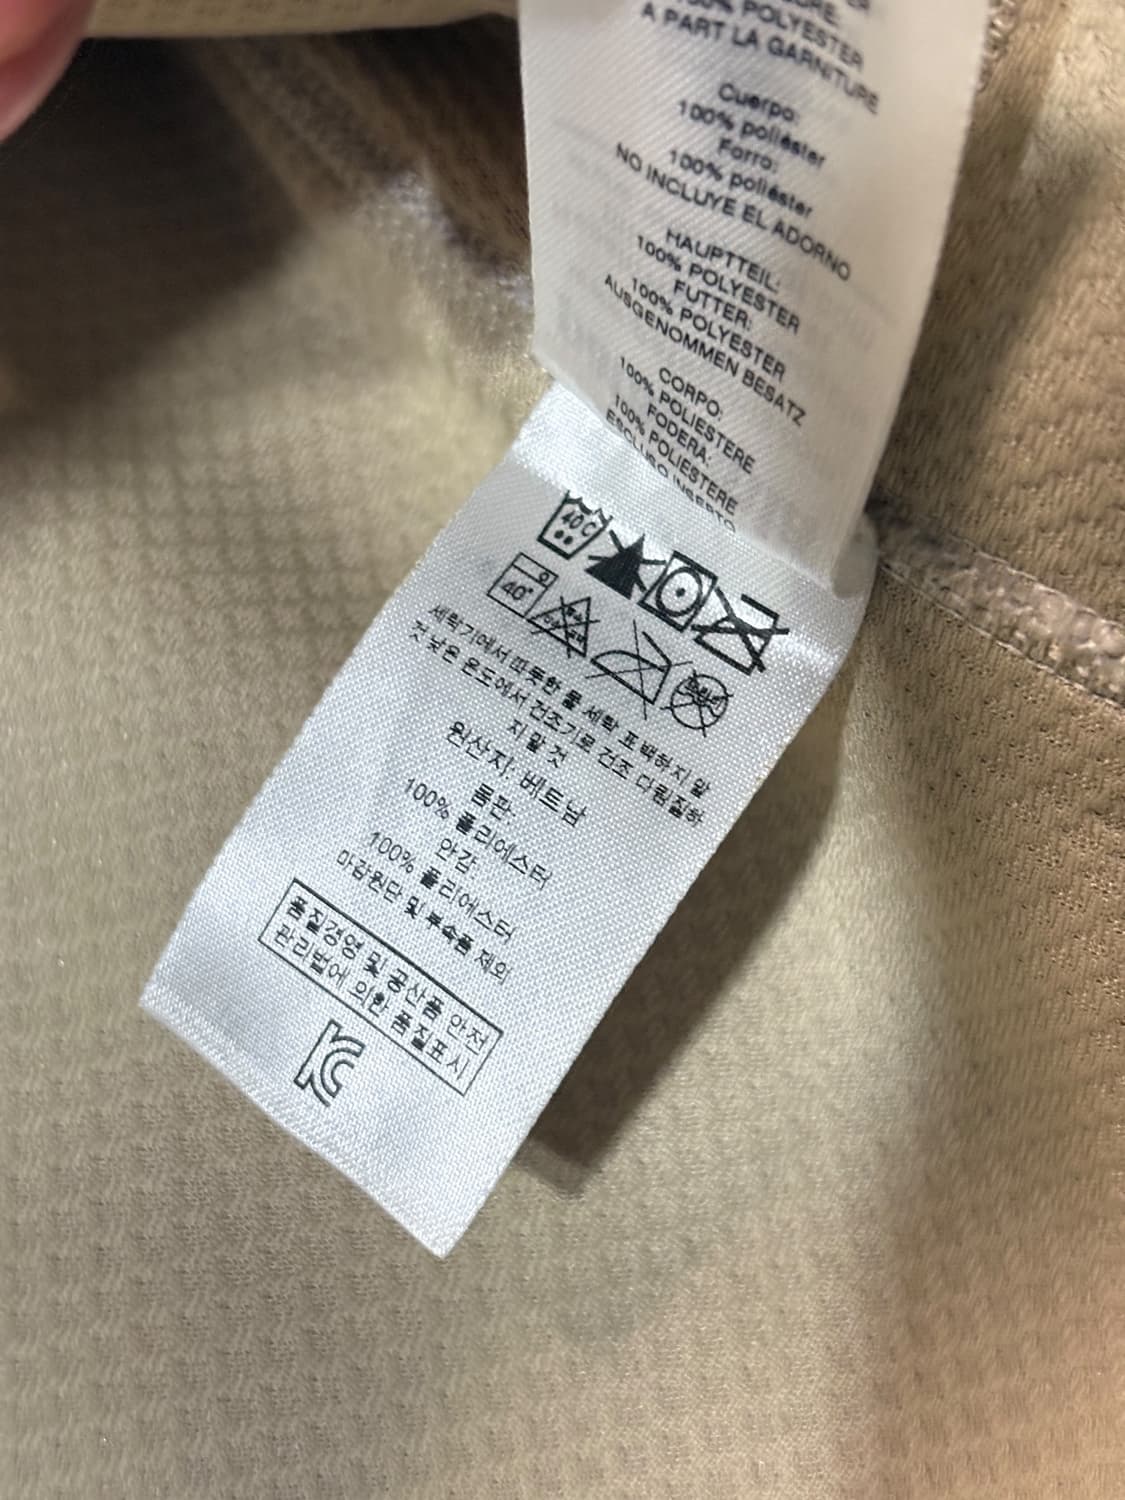 POLYESTER
A PART LA GARNITURE
Cuerpo:
100% poliéster
Forro:
100% poliéster
NO INCLUYE EL ADORNO
HAUPTTEIL:
100% POLYESTER
FUTTER:
100% POLYESTER
AUSGENOMMEN BESATZ
CORPO:
100% POLIESTERE
FODERA:
100% POLIESTERE
ESCLUSO INSERTO
40 C
40°
세탁기에서 따뜻한 물 세탁 표백하지 말
것 낮은 온도에서 건조기로 건조 다림질하
지 말 것
원산지: 베트남
몸판:
100% 폴리에스터
안감:
100% 폴리에스터
마감원단 및 부속품 제외
품질경영 및 공산품 안전
관리법에 의한 품질표시
KC